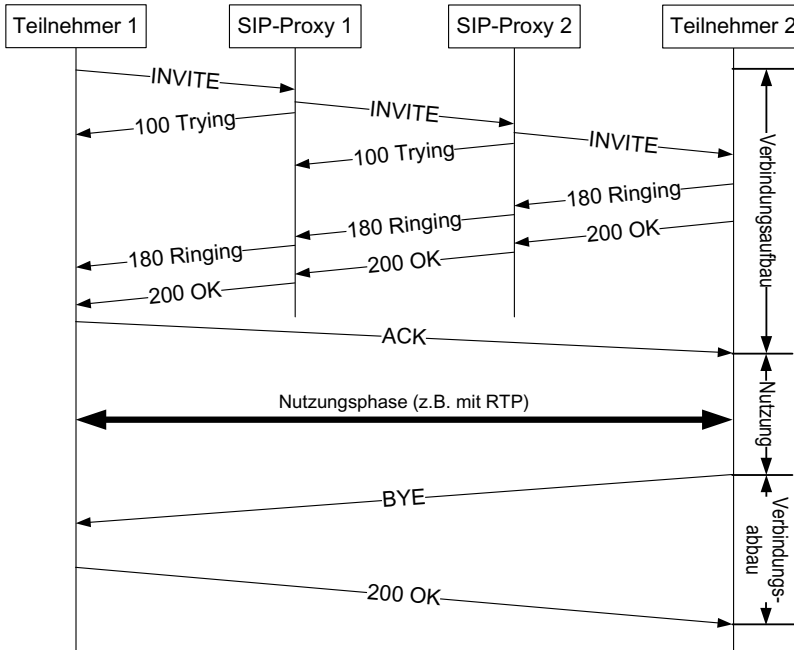 Teilnehmer 1
SIP-Proxy 1
SIP-Proxy 2
Teilnehmer 2
INVITE
INVITE
100 Trying
INVITE
100 Trying
180 Ringing
180 Ringing
200 OK
180 Ringing
200 OK
200 OK
ACK
Verbindungsaufbau
Nutzungsphase (z.B. mit RTP)
Nutzung
BYE
200 OK
Verbindungs-
abbau